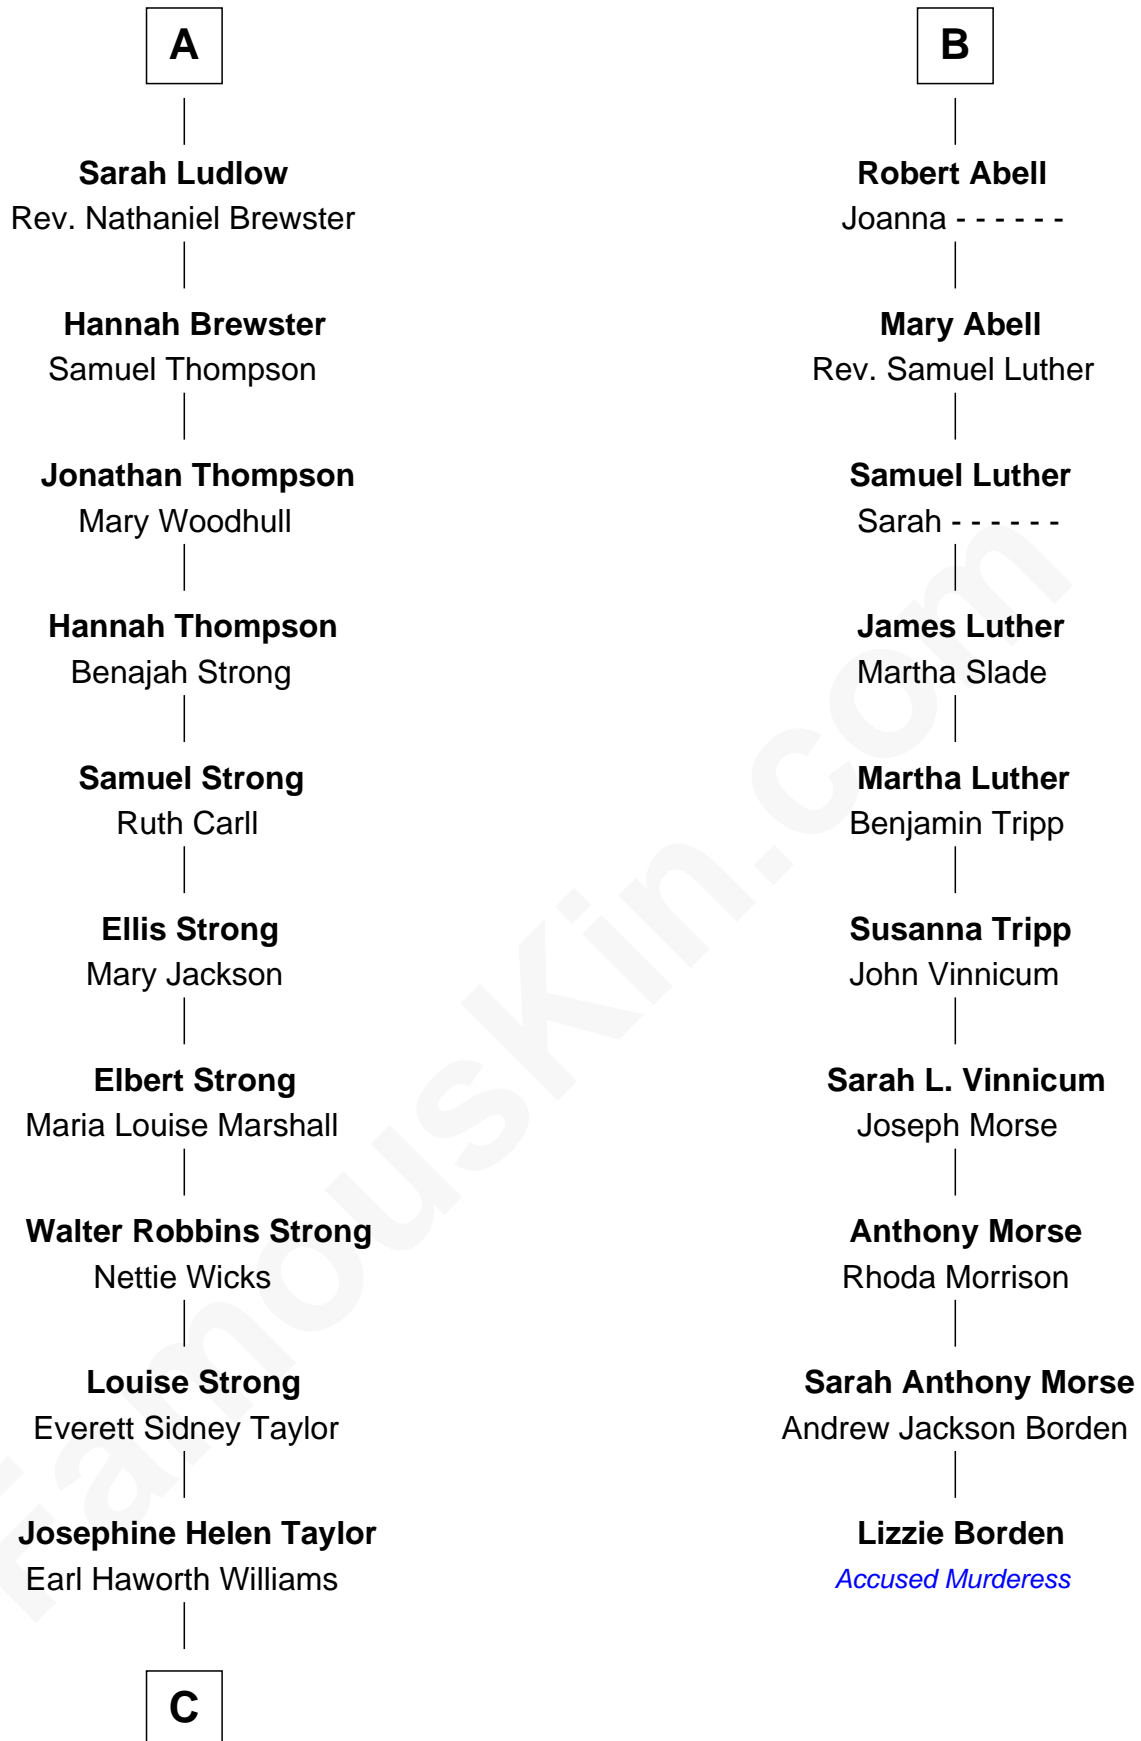 A
Sarah Ludlow
Rev. Nathaniel Brewster
Hannah Brewster
Samuel Thompson
Jonathan Thompson
Mary Woodhull
Hannah Thompson
Benajah Strong
Samuel Strong
Ruth Carll
Ellis Strong
Mary Jackson
Elbert Strong
Maria Louise Marshall
Walter Robbins Strong
Nettie Wicks
Louise Strong
Everett Sidney Taylor
Josephine Helen Taylor
Earl Haworth Williams
C
B
Robert Abell
Joanna - - - - - -
Mary Abell
Rev. Samuel Luther
Samuel Luther
Sarah - - - - - -
James Luther
Martha Slade
Martha Luther
Benjamin Tripp
Susanna Tripp
John Vinnicum
Sarah L. Vinnicum
Joseph Morse
Anthony Morse
Rhoda Morrison
Sarah Anthony Morse
Andrew Jackson Borden
Lizzie Borden
Accused Murderess
FamousKin.com